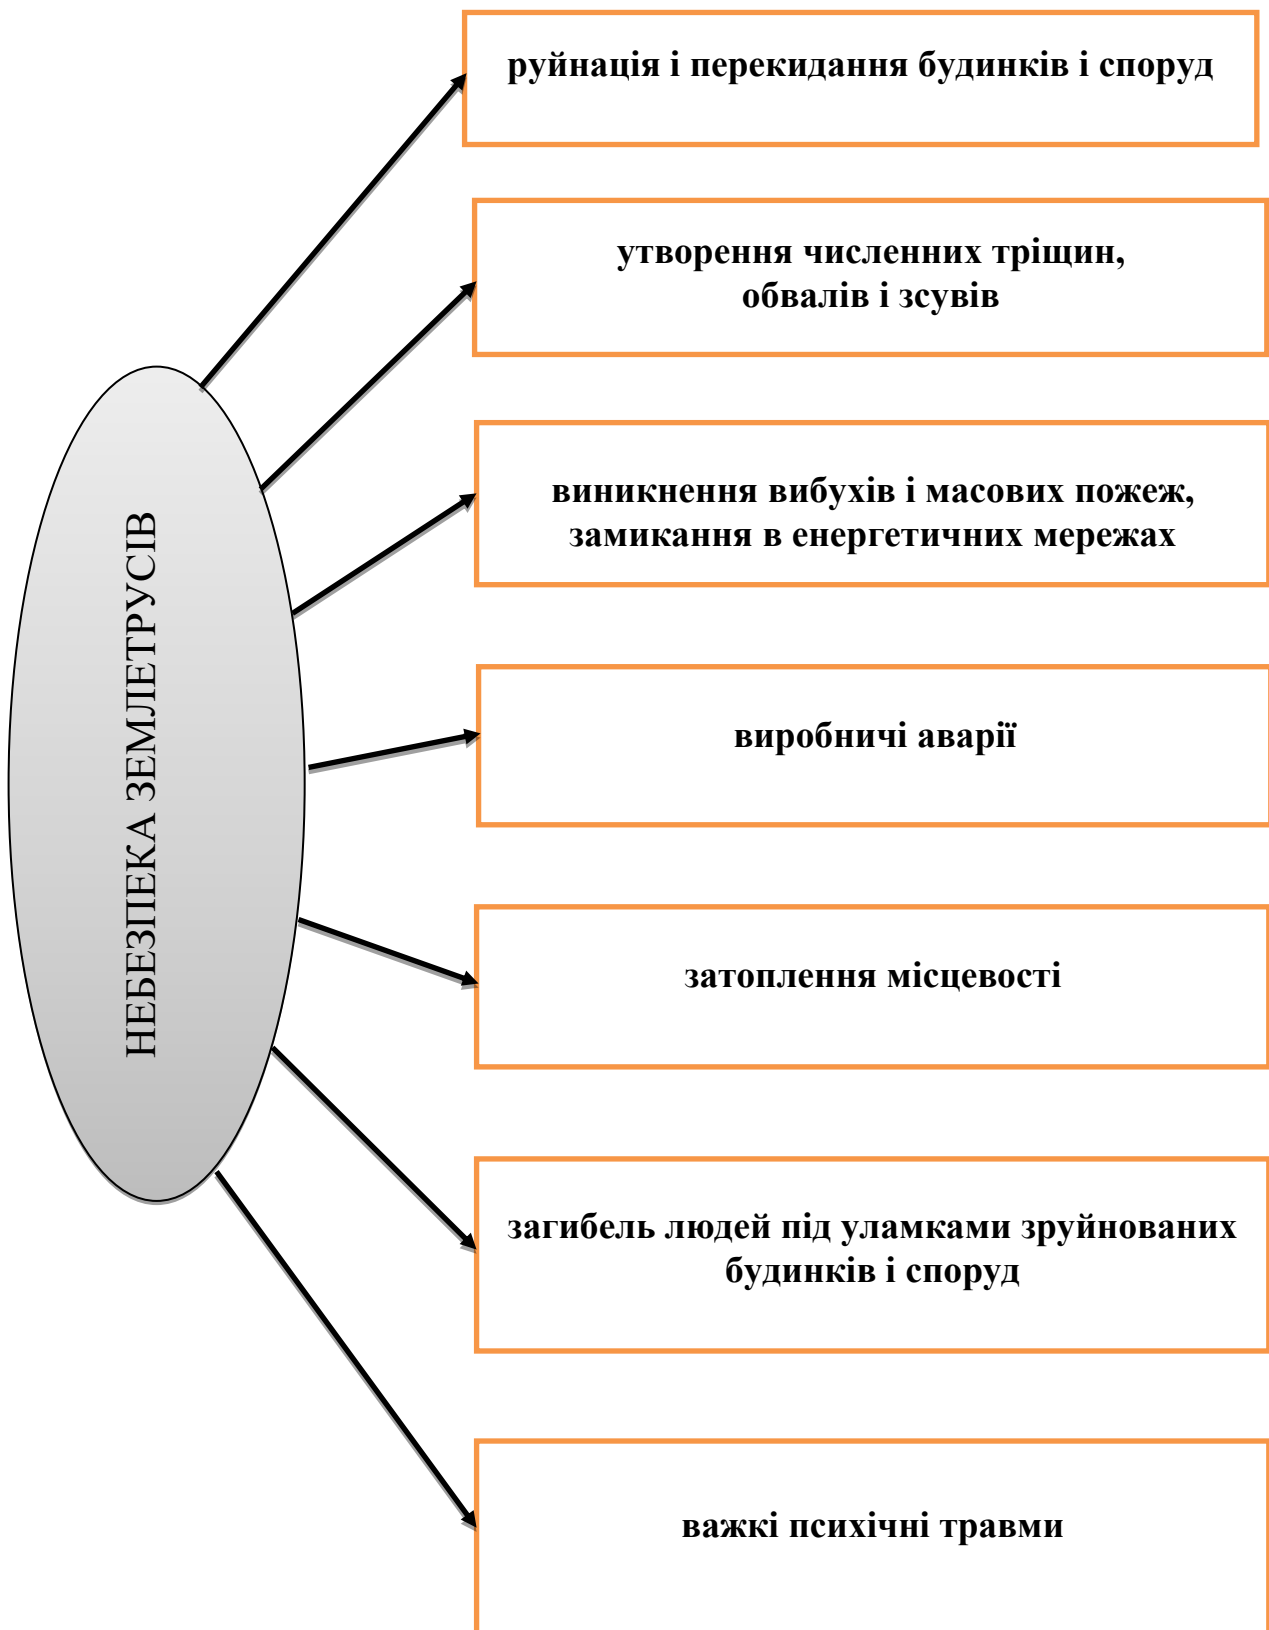 НЕБЕЗПЕКА ЗЕМЛЕТРУСІВ
руйнація і перекидання будинків і споруд
утворення численних тріщин,
обвалів і зсувів
виникнення вибухів і масових пожеж,
замикання в енергетичних мережах
виробничі аварії
затоплення місцевості
загибель людей під уламками зруйнованих
будинків і споруд
важкі психічні травми